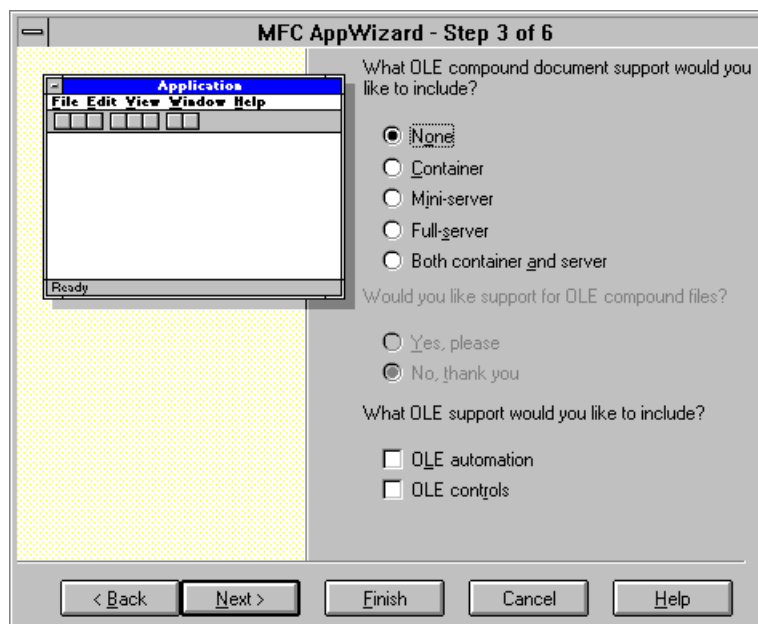 MFC AppWizard - Step 3 of 6
Application
File Edit View Window Help
Ready
What OLE compound document support would you
like to include?
None
Container
Mini-server
Full-server
Both container and server
Would you like support for OLE compound files?
Yes, please
No, thank you
What OLE support would you like to include?
OLE automation
OLE controls
< Back
Next >
Finish
Cancel
Help